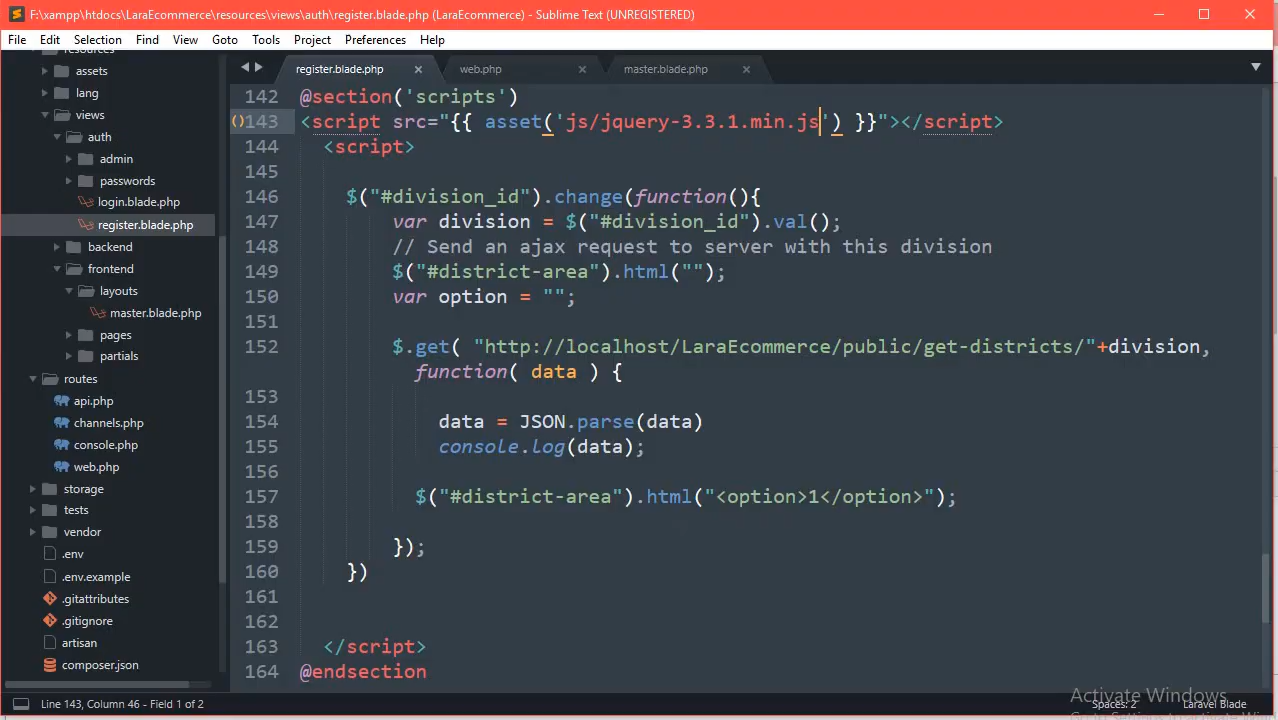 F:\xampp\htdocs\LaraEcommerce\resources\views\auth\register.blade.php (LaraEcommerce) - Sublime Text (UNREGISTERED)
File Edit Selection Find View Goto Tools Project Preferences Help
resources
assets
lang
views
auth
admin
passwords
login.blade.php
register.blade.php
backend
frontend
layouts
master.blade.php
pages
partials
routes
api.php
channels.php
console.php
web.php
storage
tests
vendor
.env
.env.example
.gitattributes
.gitignore
artisan
composer.json
register.blade.php web.php master.blade.php
142 @section('scripts')
143 <script src="{{ asset('js/jquery-3.3.1.min.js') }}"></script>
144 <script>
145
146 $("#division_id").change(function(){
147 var division = $("#division_id").val();
148 // Send an ajax request to server with this division
149 $("#district-area").html("");
150 var option = "";
151
152 $.get( "http://localhost/LaraEcommerce/public/get-districts/"+division,
function( data ) {
153
154 data = JSON.parse(data)
155 console.log(data);
156
157 $("#district-area").html("<option>1</option>");
158
159 });
160 })
161
162
163 </script>
164 @endsection
Activate Windows
Line 143, Column 46 - Field 1 of 2 Spaces: 2 Laravel Blade